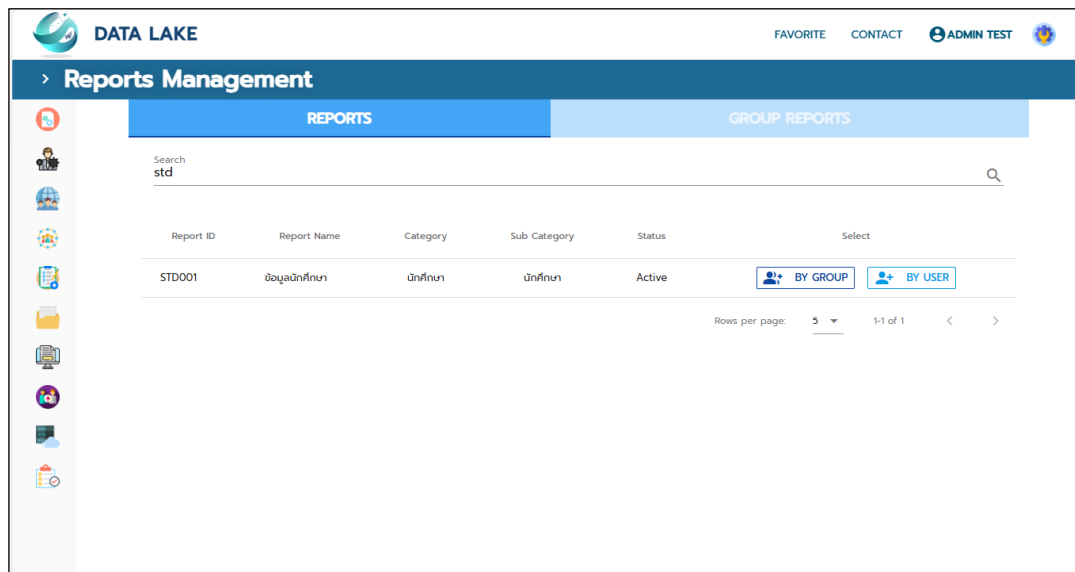 DATA LAKE
FAVORITE CONTACT ADMIN TEST
Reports Management
REPORTS GROUP REPORTS
Search
std
Report ID Report Name Category Sub Category Status Select
STD001 ข้อมูลนักศึกษา นักศึกษา นักศึกษา Active BY GROUP BY USER
Rows per page: 5 1-1 of 1